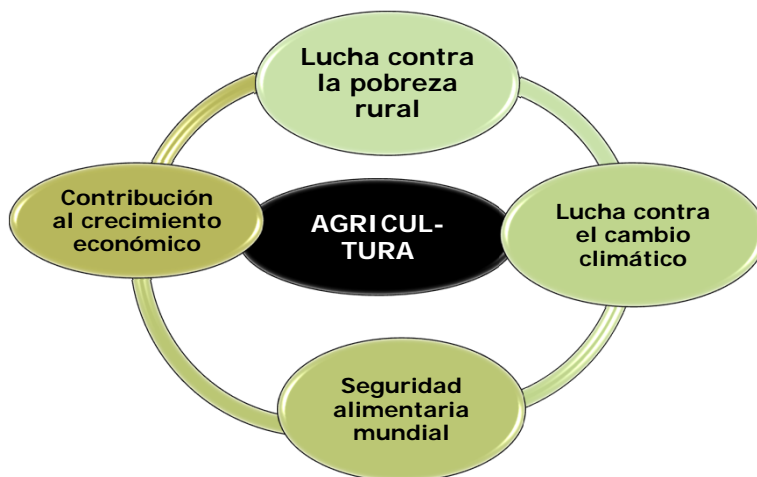 Lucha contra
la pobreza
rural
Contribución
al crecimiento
económico
AGRICUL-
TURA
Lucha contra
el cambio
climático
Seguridad
alimentaria
mundial